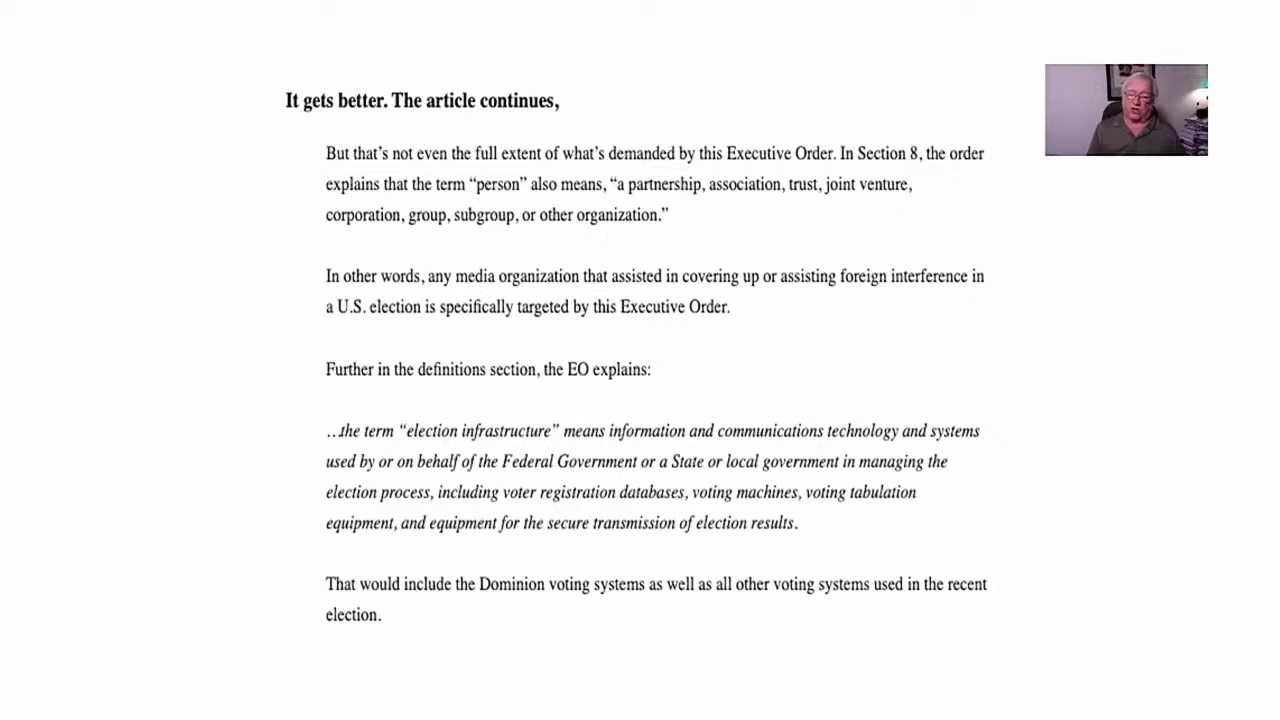 It gets better. The article continues,
But that’s not even the full extent of what’s demanded by this Executive Order. In Section 8, the order
explains that the term “person” also means, “a partnership, association, trust, joint venture,
corporation, group, subgroup, or other organization.”
In other words, any media organization that assisted in covering up or assisting foreign interference in
a U.S. election is specifically targeted by this Executive Order.
Further in the definitions section, the EO explains:
…the term “election infrastructure” means information and communications technology and systems
used by or on behalf of the Federal Government or a State or local government in managing the
election process, including voter registration databases, voting machines, voting tabulation
equipment, and equipment for the secure transmission of election results.
That would include the Dominion voting systems as well as all other voting systems used in the recent
election.